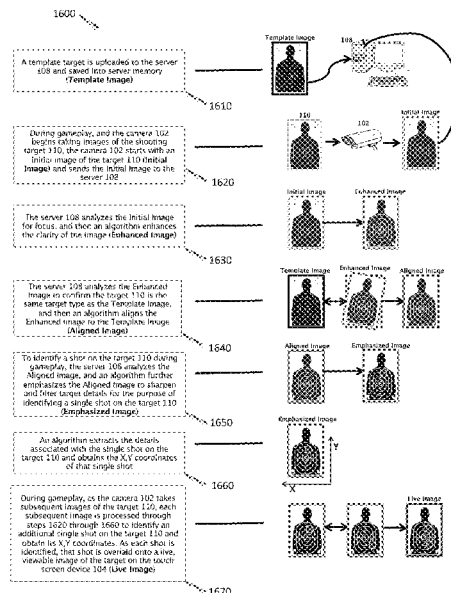 1600
Template Image
108
A template target is uploaded to the server
108 and saved into server memory
(Template Image)
1610
During gameplay, and the camera 102
begins taking images of the shooting
target 110, the camera 102 starts with an
Initial image of the target 110 (Initial
Image) and sends the Initial Image to the
server 108
110
102
Initial Image
1620
The server 108 analyzes the Initial Image
for focus, and then an algorithm enhances
the clarity of the image (Enhanced Image)
Initial Image
Enhanced Image
1630
The server 108 analyzes the Enhanced
Image to confirm the target 110 is the
same target type as the Template Image,
and then an algorithm aligns the
Enhanced Image to the Template Image
(Aligned Image)
Template Image
Enhanced Image
Aligned Image
1640
To identify a shot on the target 110 during
gameplay, the server 108 analyzes the
Aligned Image, and an algorithm further
emphasizes the Aligned Image to sharpen
and filter target details for the purpose of
identifying a single shot on the target 110
(Emphasized Image)
Aligned Image
Emphasized Image
1650
An algorithm extracts the details
associated with the single shot on the
target 110 and obtains the X,Y coordinates
of that single shot
Emphasized Image
Y
X
1660
During gameplay, as the camera 102 takes
subsequent images of the target 110, each
subsequent image is processed through
steps 1620 through 1660 to identify an
additional single shot on the target 110 and
obtain its X,Y coordinates. As each shot is
identified, that shot is overlaid onto a live,
viewable image of the target on the touch
screen device 104 (Live Image)
Live Image
1670